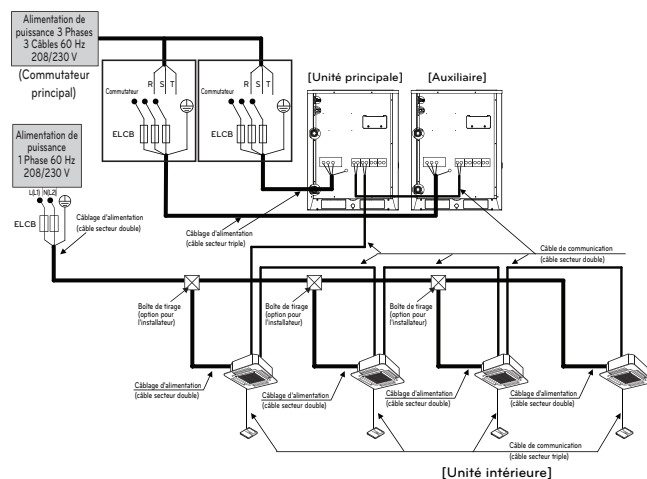 Alimentation de
puissance 3 Phases
3 Câbles 60 Hz
208/230 V
(Commutateur
principal)
R S T
Commutateur
ELCB
R S T
Commutateur
ELCB
[Unité principale]
[Auxiliaire]
Alimentation de
puissance
1 Phase 60 Hz
208/230 V
L(L1) N(L2)
ELCB
Câblage d'alimentation
(câble secteur double)
Câblage d'alimentation
(câble secteur triple)
Câble de communication
(câble secteur double)
Boîte de tirage
(option pour
l'installateur)
Boîte de tirage
(option pour
l'installateur)
Boîte de tirage
(option pour
l'installateur)
Câblage d'alimentation
(câble secteur double)
Câblage d'alimentation
(câble secteur double)
Câblage d'alimentation
(câble secteur double)
Câblage d'alimentation
(câble secteur double)
Câble de communication
(câble secteur triple)
[Unité intérieure]